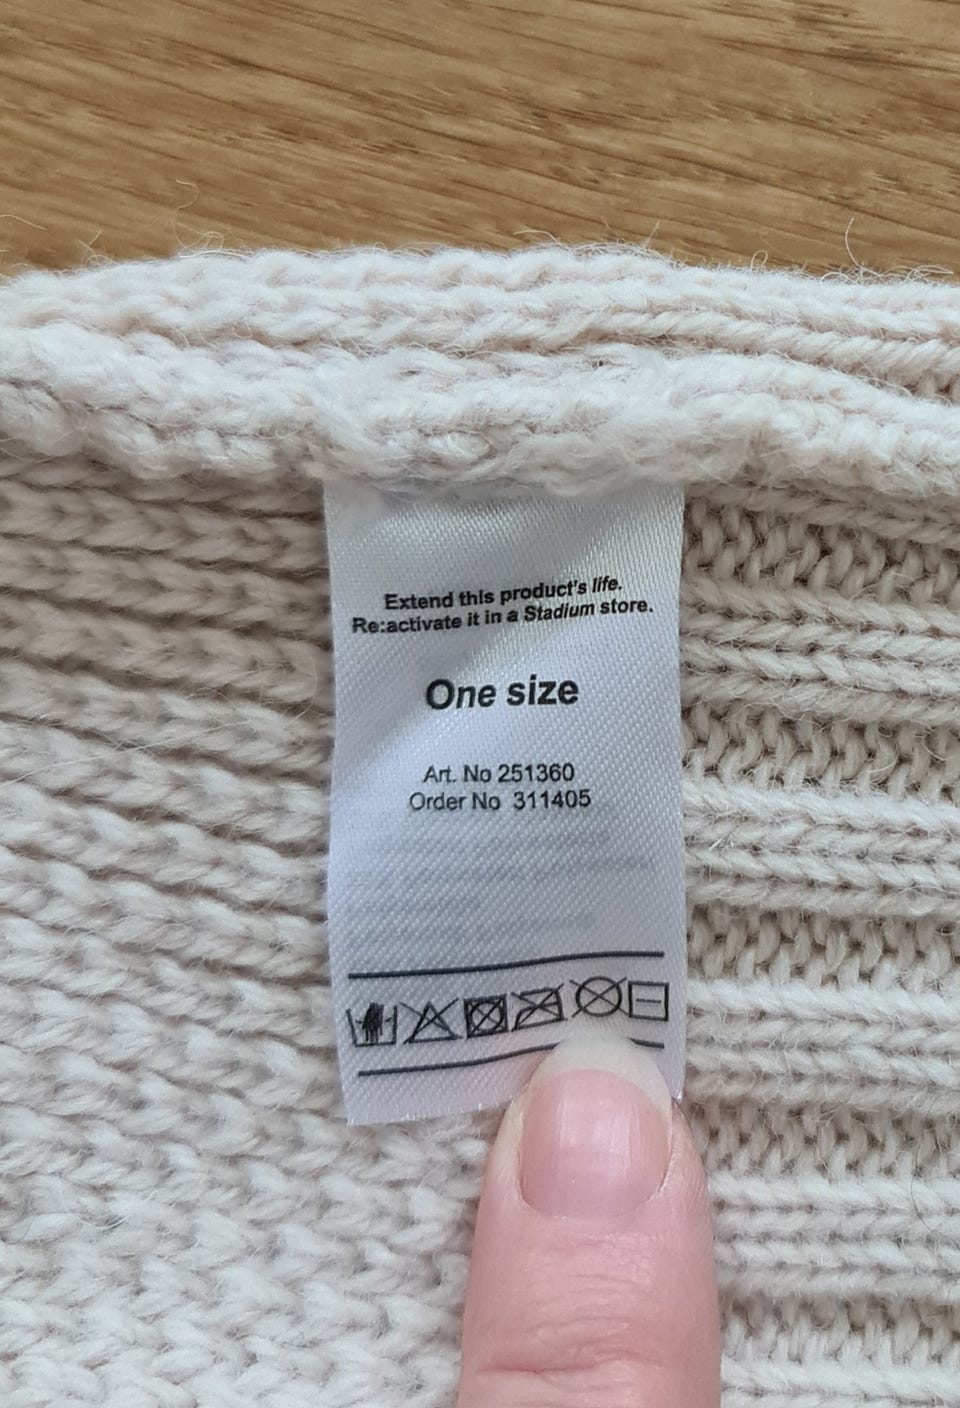 Extend this product's life.
Re:activate it in a Stadium store.
One size
Art. No 251360
Order No 311405